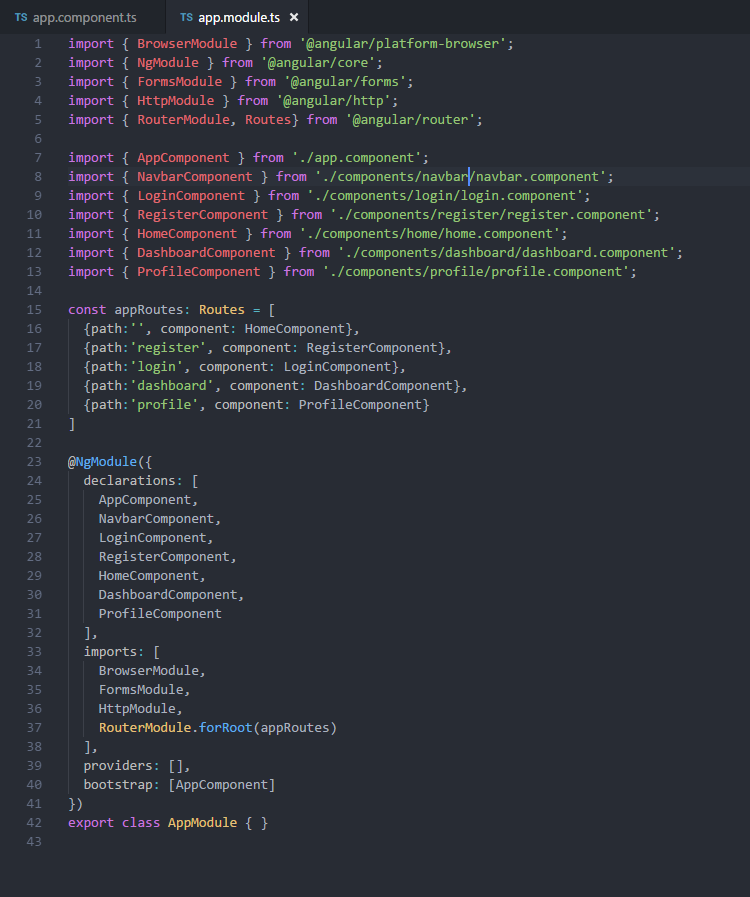 TS app.component.ts TS app.module.ts ×
1 import { BrowserModule } from '@angular/platform-browser';
2 import { NgModule } from '@angular/core';
3 import { FormsModule } from '@angular/forms';
4 import { HttpModule } from '@angular/http';
5 import { RouterModule, Routes} from '@angular/router';
6
7 import { AppComponent } from './app.component';
8 import { NavbarComponent } from './components/navbar/navbar.component';
9 import { LoginComponent } from './components/login/login.component';
10 import { RegisterComponent } from './components/register/register.component';
11 import { HomeComponent } from './components/home/home.component';
12 import { DashboardComponent } from './components/dashboard/dashboard.component';
13 import { ProfileComponent } from './components/profile/profile.component';
14
15 const appRoutes: Routes = [
16   {path:'', component: HomeComponent},
17   {path:'register', component: RegisterComponent},
18   {path:'login', component: LoginComponent},
19   {path:'dashboard', component: DashboardComponent},
20   {path:'profile', component: ProfileComponent}
21 ]
22
23 @NgModule({
24   declarations: [
25     AppComponent,
26     NavbarComponent,
27     LoginComponent,
28     RegisterComponent,
29     HomeComponent,
30     DashboardComponent,
31     ProfileComponent
32   ],
33   imports: [
34     BrowserModule,
35     FormsModule,
36     HttpModule,
37     RouterModule.forRoot(appRoutes)
38   ],
39   providers: [],
40   bootstrap: [AppComponent]
41 })
42 export class AppModule { }
43